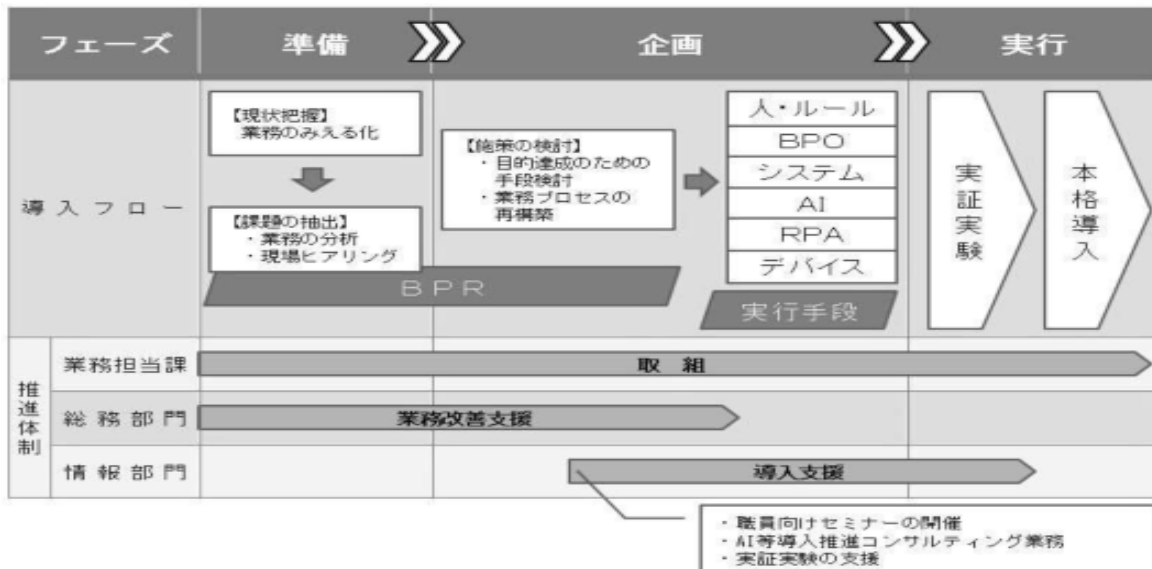 フェーズ
準備
企画
実行
導入フロー
【現状把握】
業務のみえる化
【課題の抽出】
・業務の分析
・現場ヒアリング
BPR
【施策の検討】
・目的達成のための
手段検討
・業務プロセスの
再構築
人・ルール
BPO
システム
AI
RPA
デバイス
実行手段
実証実験
本格導入
推進体制
業務担当課
取組
総務部門
業務改善支援
情報部門
導入支援
・職員向けセミナーの開催
・AI等導入推進コンサルティング業務
・実証実験の支援